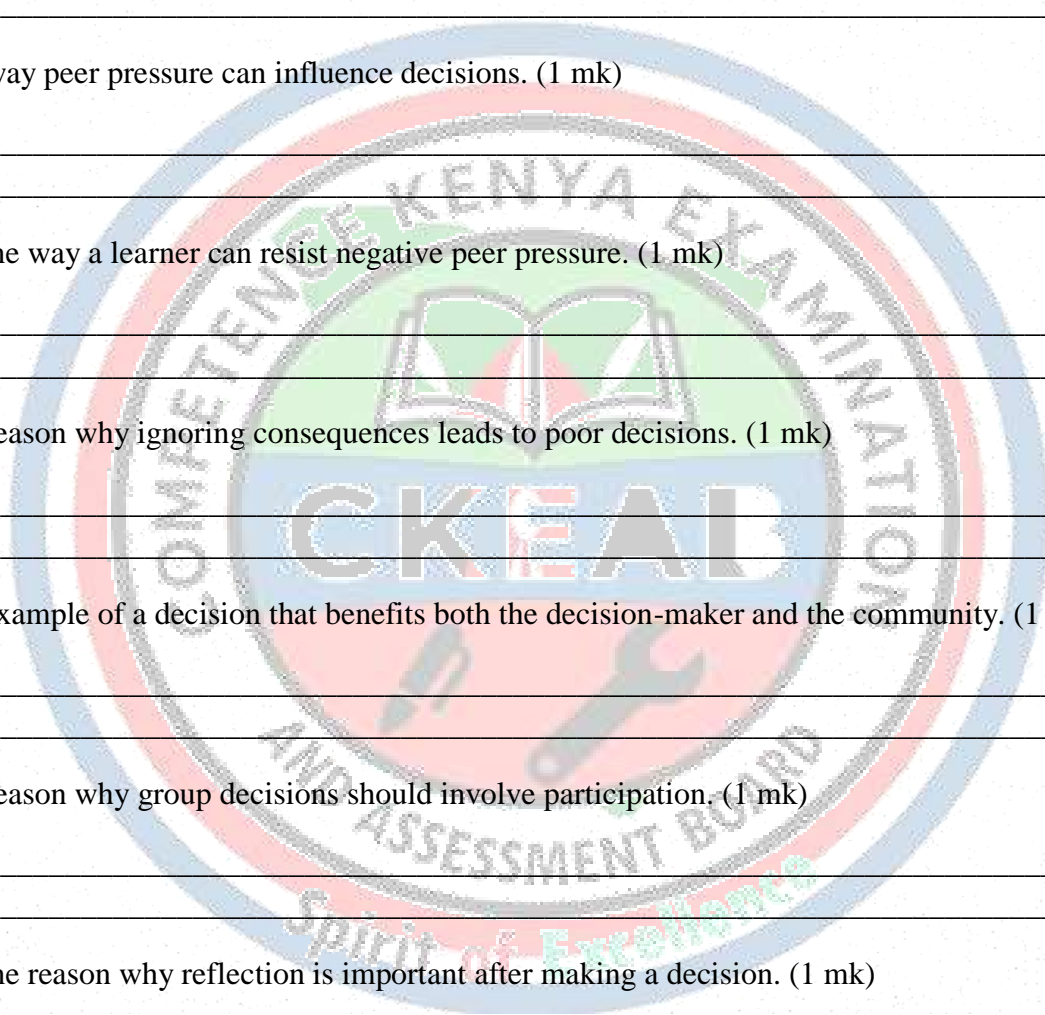 way peer pressure can influence decisions. (1 mk)
ne way a learner can resist negative peer pressure. (1 mk)
eason why ignoring consequences leads to poor decisions. (1 mk)
xample of a decision that benefits both the decision-maker and the community. (1
eason why group decisions should involve participation. (1 mk)
ne reason why reflection is important after making a decision. (1 mk)
COMPETENCE KENYA EXAMINATION
CKEAB
AND ASSESSMENT BOARD
Spirit of Excellence